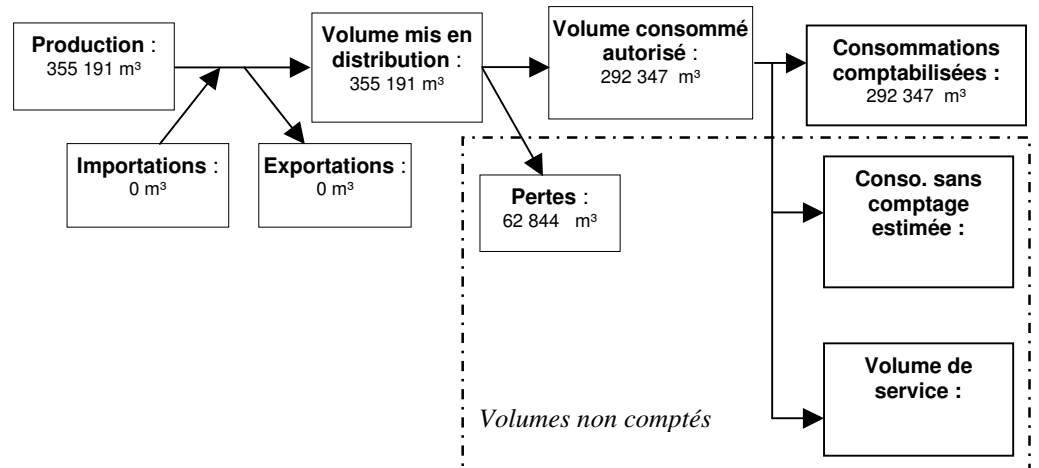 Production :
355 191 m³
Volume mis en
distribution :
355 191 m³
Volume consommé
autorisé :
292 347 m³
Consommations
comptabilisées :
292 347 m³
Importations :
0 m³
Exportations :
0 m³
Pertes :
62 844 m³
Conso. sans
comptage
estimée :
Volume de
service :
Volumes non comptés